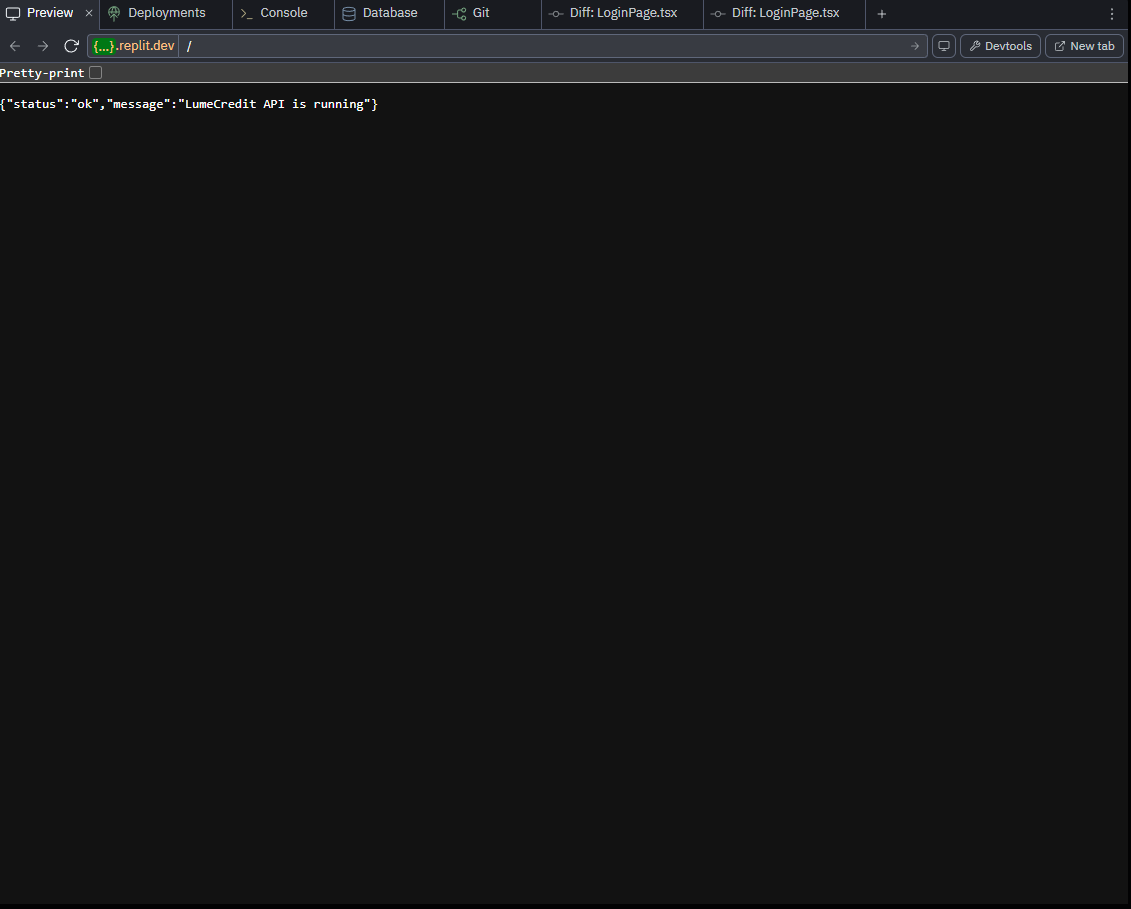 Preview × Deployments Console Database Git Diff: LoginPage.tsx Diff: LoginPage.tsx +
{...}.replit.dev / Devtools New tab
Pretty-print
{"status":"ok","message":"LumeCredit API is running"}